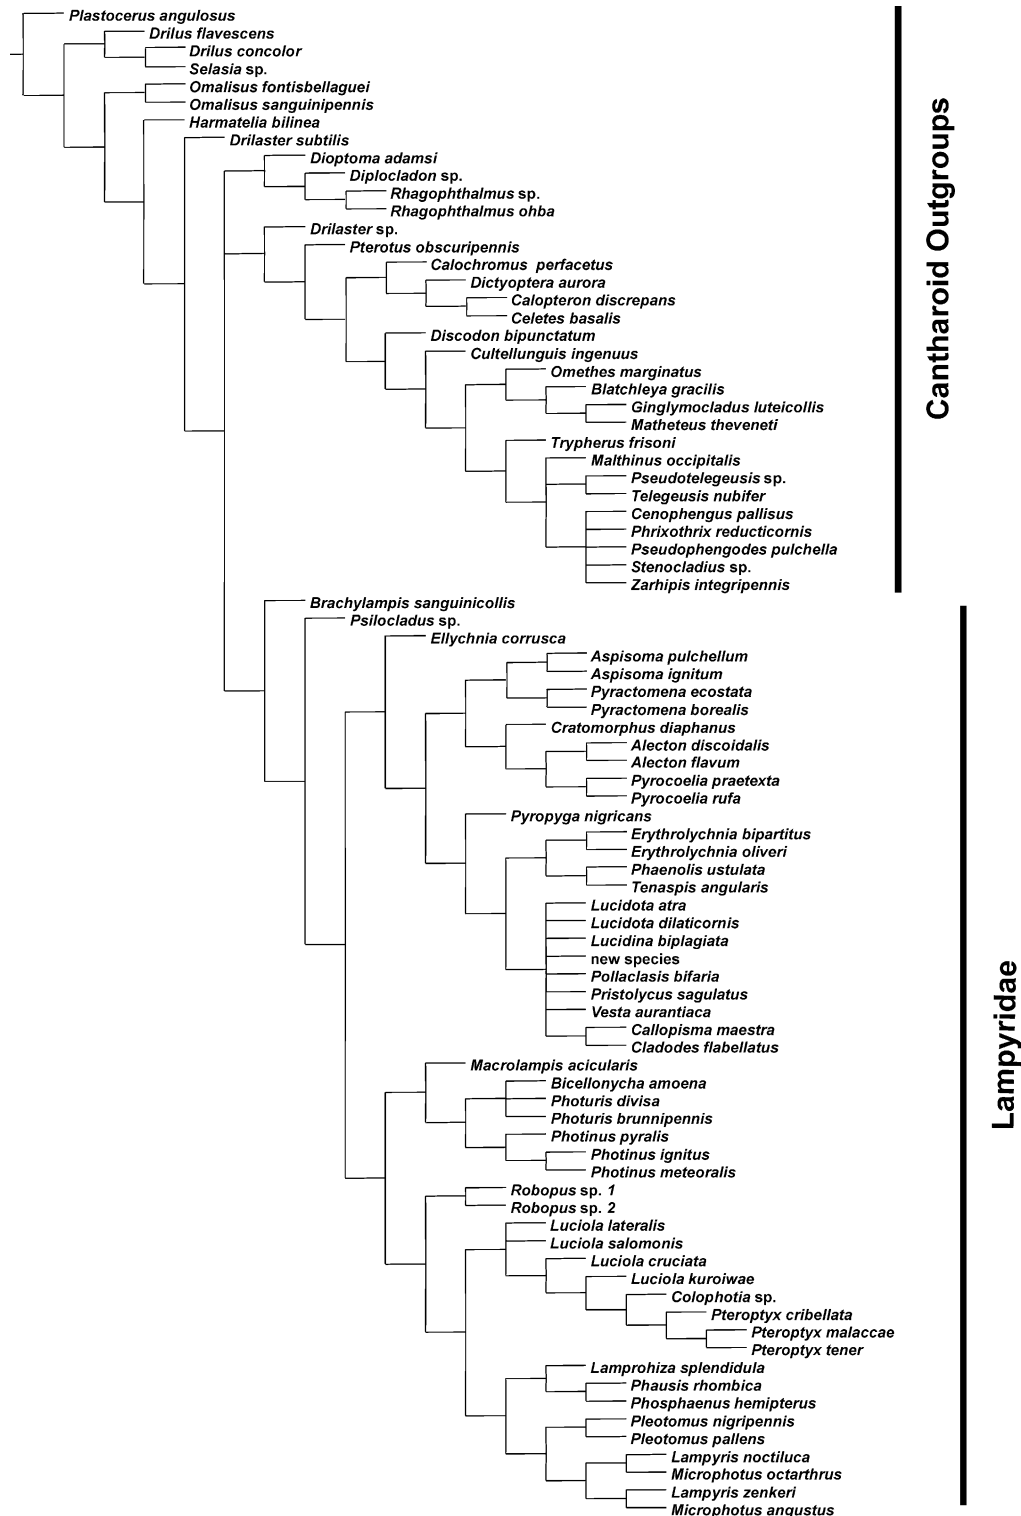 Plastocerus angulosus
Drilus flavescens
Drilus concolor
Selasia sp.
Omalisus fontisbellaguei
Omalisus sanguinipennis
Harmatelia bilinea
Drilaster subtilis
Dioptoma adamsi
Diplocladon sp.
Rhagophthalmus sp.
Rhagophthalmus ohba
Drilaster sp.
Pterotus obscuripennis
Calochromus perfacetus
Dictyoptera aurora
Calopteron discrepans
Celetes basalis
Discodon bipunctatum
Cultellunguis ingenuus
Omethes marginatus
Blatchleya gracilis
Ginglymocladus luteicollis
Matheteus theveneti
Trypherus frisoni
Malthinus occipitalis
Pseudotelegeusis sp.
Telegeusis nubifer
Cenophengus pallisus
Phrixothrix reducticornis
Pseudophengodes pulchella
Stenocladius sp.
Zarhipis integripennis
Cantharoid Outgroups
Brachylampis sanguinicollis
Psilocladus sp.
Ellychnia corrusca
Aspisoma pulchellum
Aspisoma ignitum
Pyractomena ecostata
Pyractomena borealis
Cratomorphus diaphanus
Alecton discoidalis
Alecton flavum
Pyrocoelia praetexta
Pyrocoelia rufa
Pyropyga nigricans
Erythrolychnia bipartitus
Erythrolychnia oliveri
Phaenolis ustulata
Tenaspis angularis
Lucidota atra
Lucidota dilaticornis
Lucidina biplagiata
new species
Pollaclasis bifaria
Pristolycus sagulatus
Vesta aurantiaca
Callopisma maestra
Cladodes flabellatus
Macrolampis acicularis
Bicellonycha amoena
Photuris divisa
Photuris brunnipennis
Photinus pyralis
Photinus ignitus
Photinus meteoralis
Robopus sp. 1
Robopus sp. 2
Luciola lateralis
Luciola salomonis
Luciola cruciata
Luciola kuroiwae
Colophotia sp.
Pteroptyx cribellata
Pteroptyx malaccae
Pteroptyx tener
Lamprohiza splendidula
Phausis rhombica
Phosphaenus hemipterus
Pleotomus nigripennis
Pleotomus pallens
Lampyris noctiluca
Microphotus octarthrus
Lampyris zenkeri
Microphotus angustus
Lampyridae